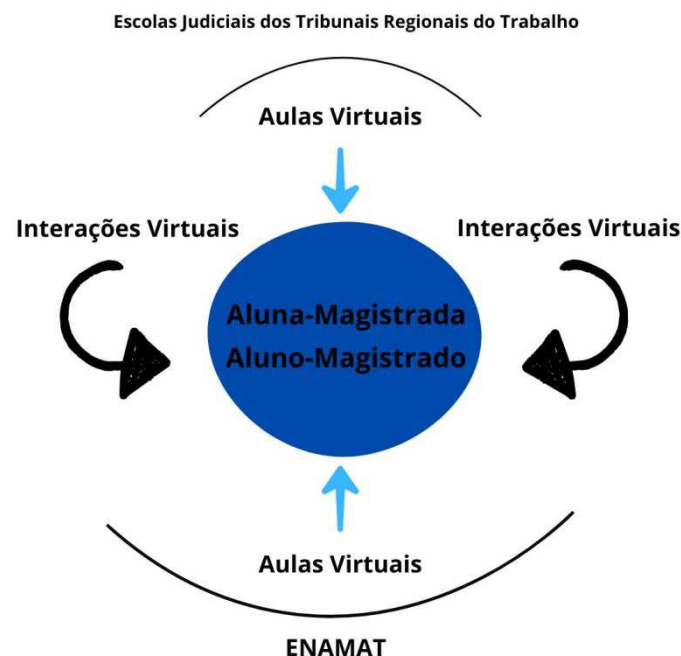 Escolas Judiciais dos Tribunais Regionais do Trabalho
Aulas Virtuais
Interações Virtuais
Interações Virtuais
Aluna-Magistrada
Aluno-Magistrado
Aulas Virtuais
ENAMAT